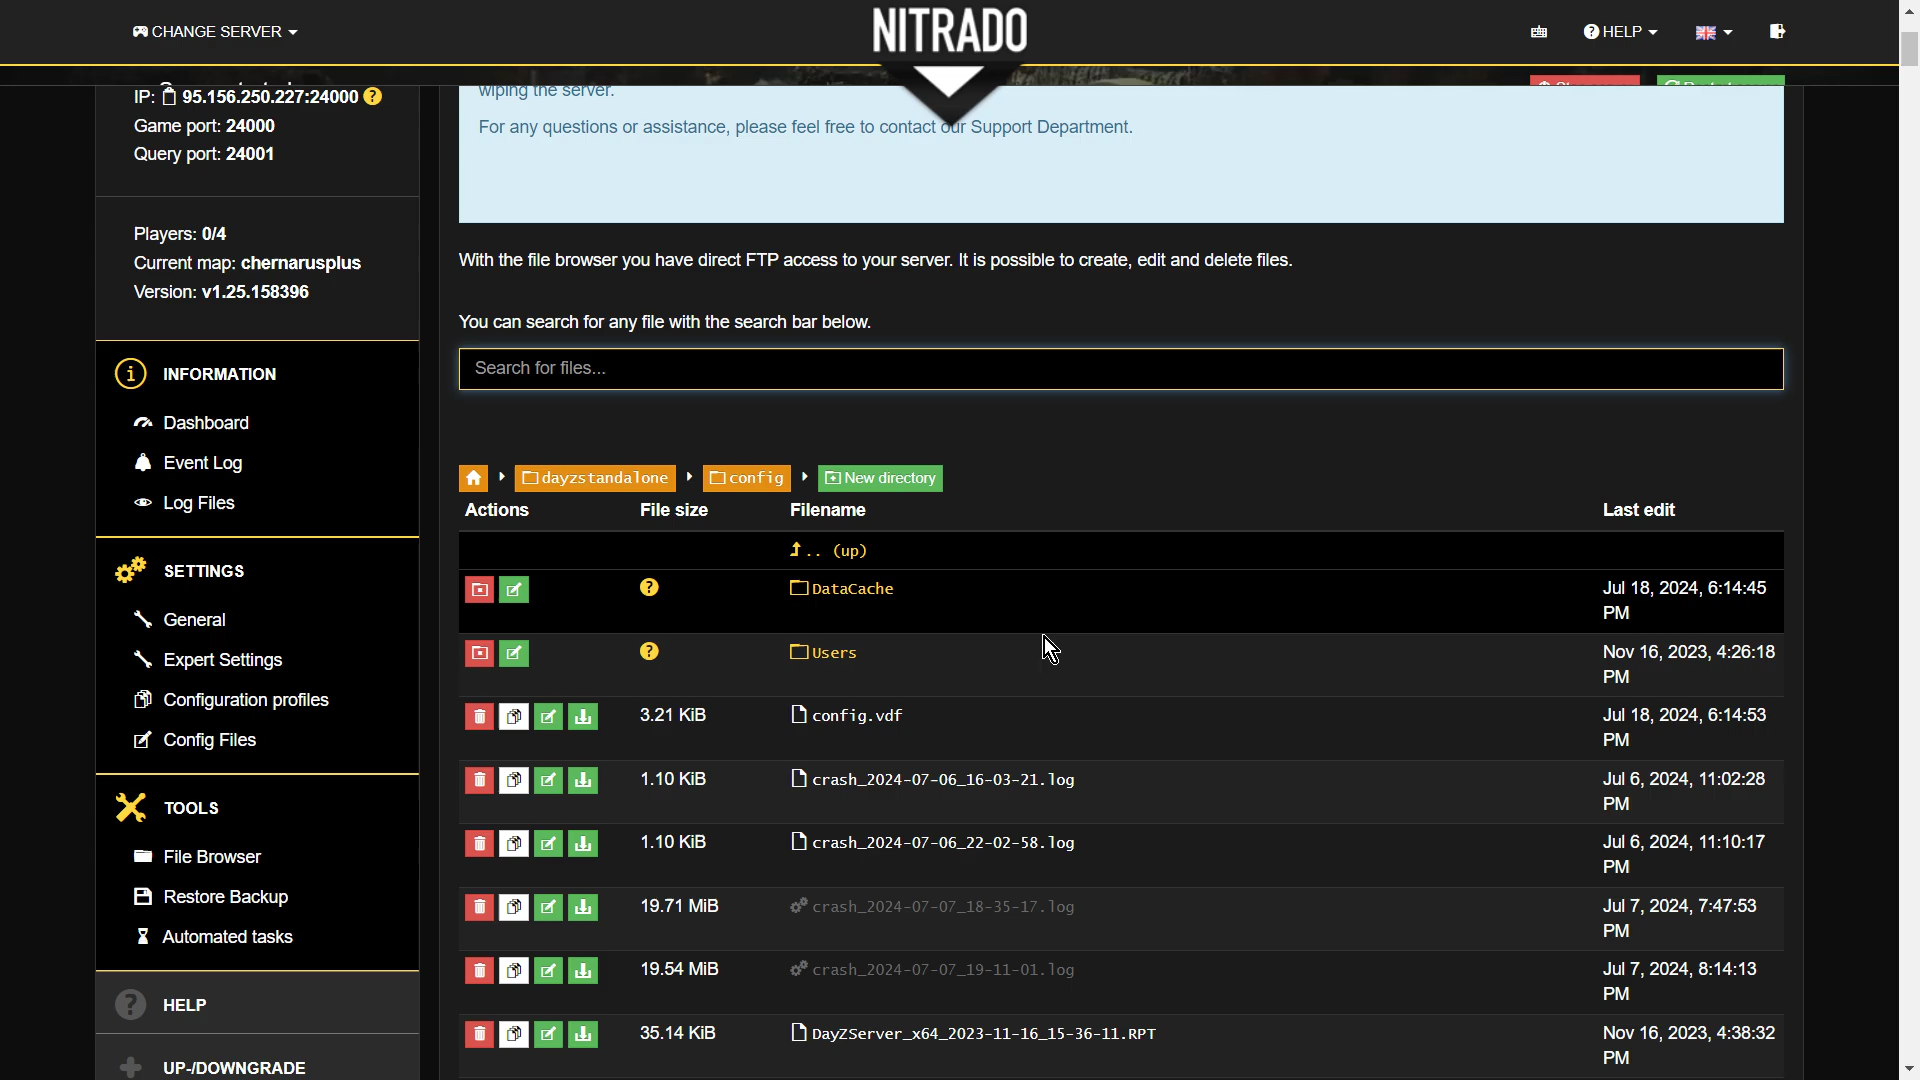 CHANGE SERVER
NITRADO
HELP
IP: 95.156.250.227:24000
Game port: 24000
Query port: 24001
Players: 0/4
Current map: chernarusplus
Version: v1.25.158396
INFORMATION
Dashboard
Event Log
Log Files
SETTINGS
General
Expert Settings
Configuration profiles
Config Files
TOOLS
File Browser
Restore Backup
Automated tasks
HELP
UP-/DOWNGRADE
wiping the server.
For any questions or assistance, please feel free to contact our Support Department.
With the file browser you have direct FTP access to your server. It is possible to create, edit and delete files.
You can search for any file with the search bar below.
Search for files...
dayzstandalone config New directory
Actions File size Filename Last edit
.. (up)
DataCache Jul 18, 2024, 6:14:45
PM
Users Nov 16, 2023, 4:26:18
PM
3.21 KiB config.vdf Jul 18, 2024, 6:14:53
PM
1.10 KiB crash_2024-07-06_16-03-21.log Jul 6, 2024, 11:02:28
PM
1.10 KiB crash_2024-07-06_22-02-58.log Jul 6, 2024, 11:10:17
PM
19.71 MiB crash_2024-07-07_18-35-17.log Jul 7, 2024, 7:47:53
PM
19.54 MiB crash_2024-07-07_19-11-01.log Jul 7, 2024, 8:14:13
PM
35.14 KiB DayZServer_x64_2023-11-16_15-36-11.RPT Nov 16, 2023, 4:38:32
PM